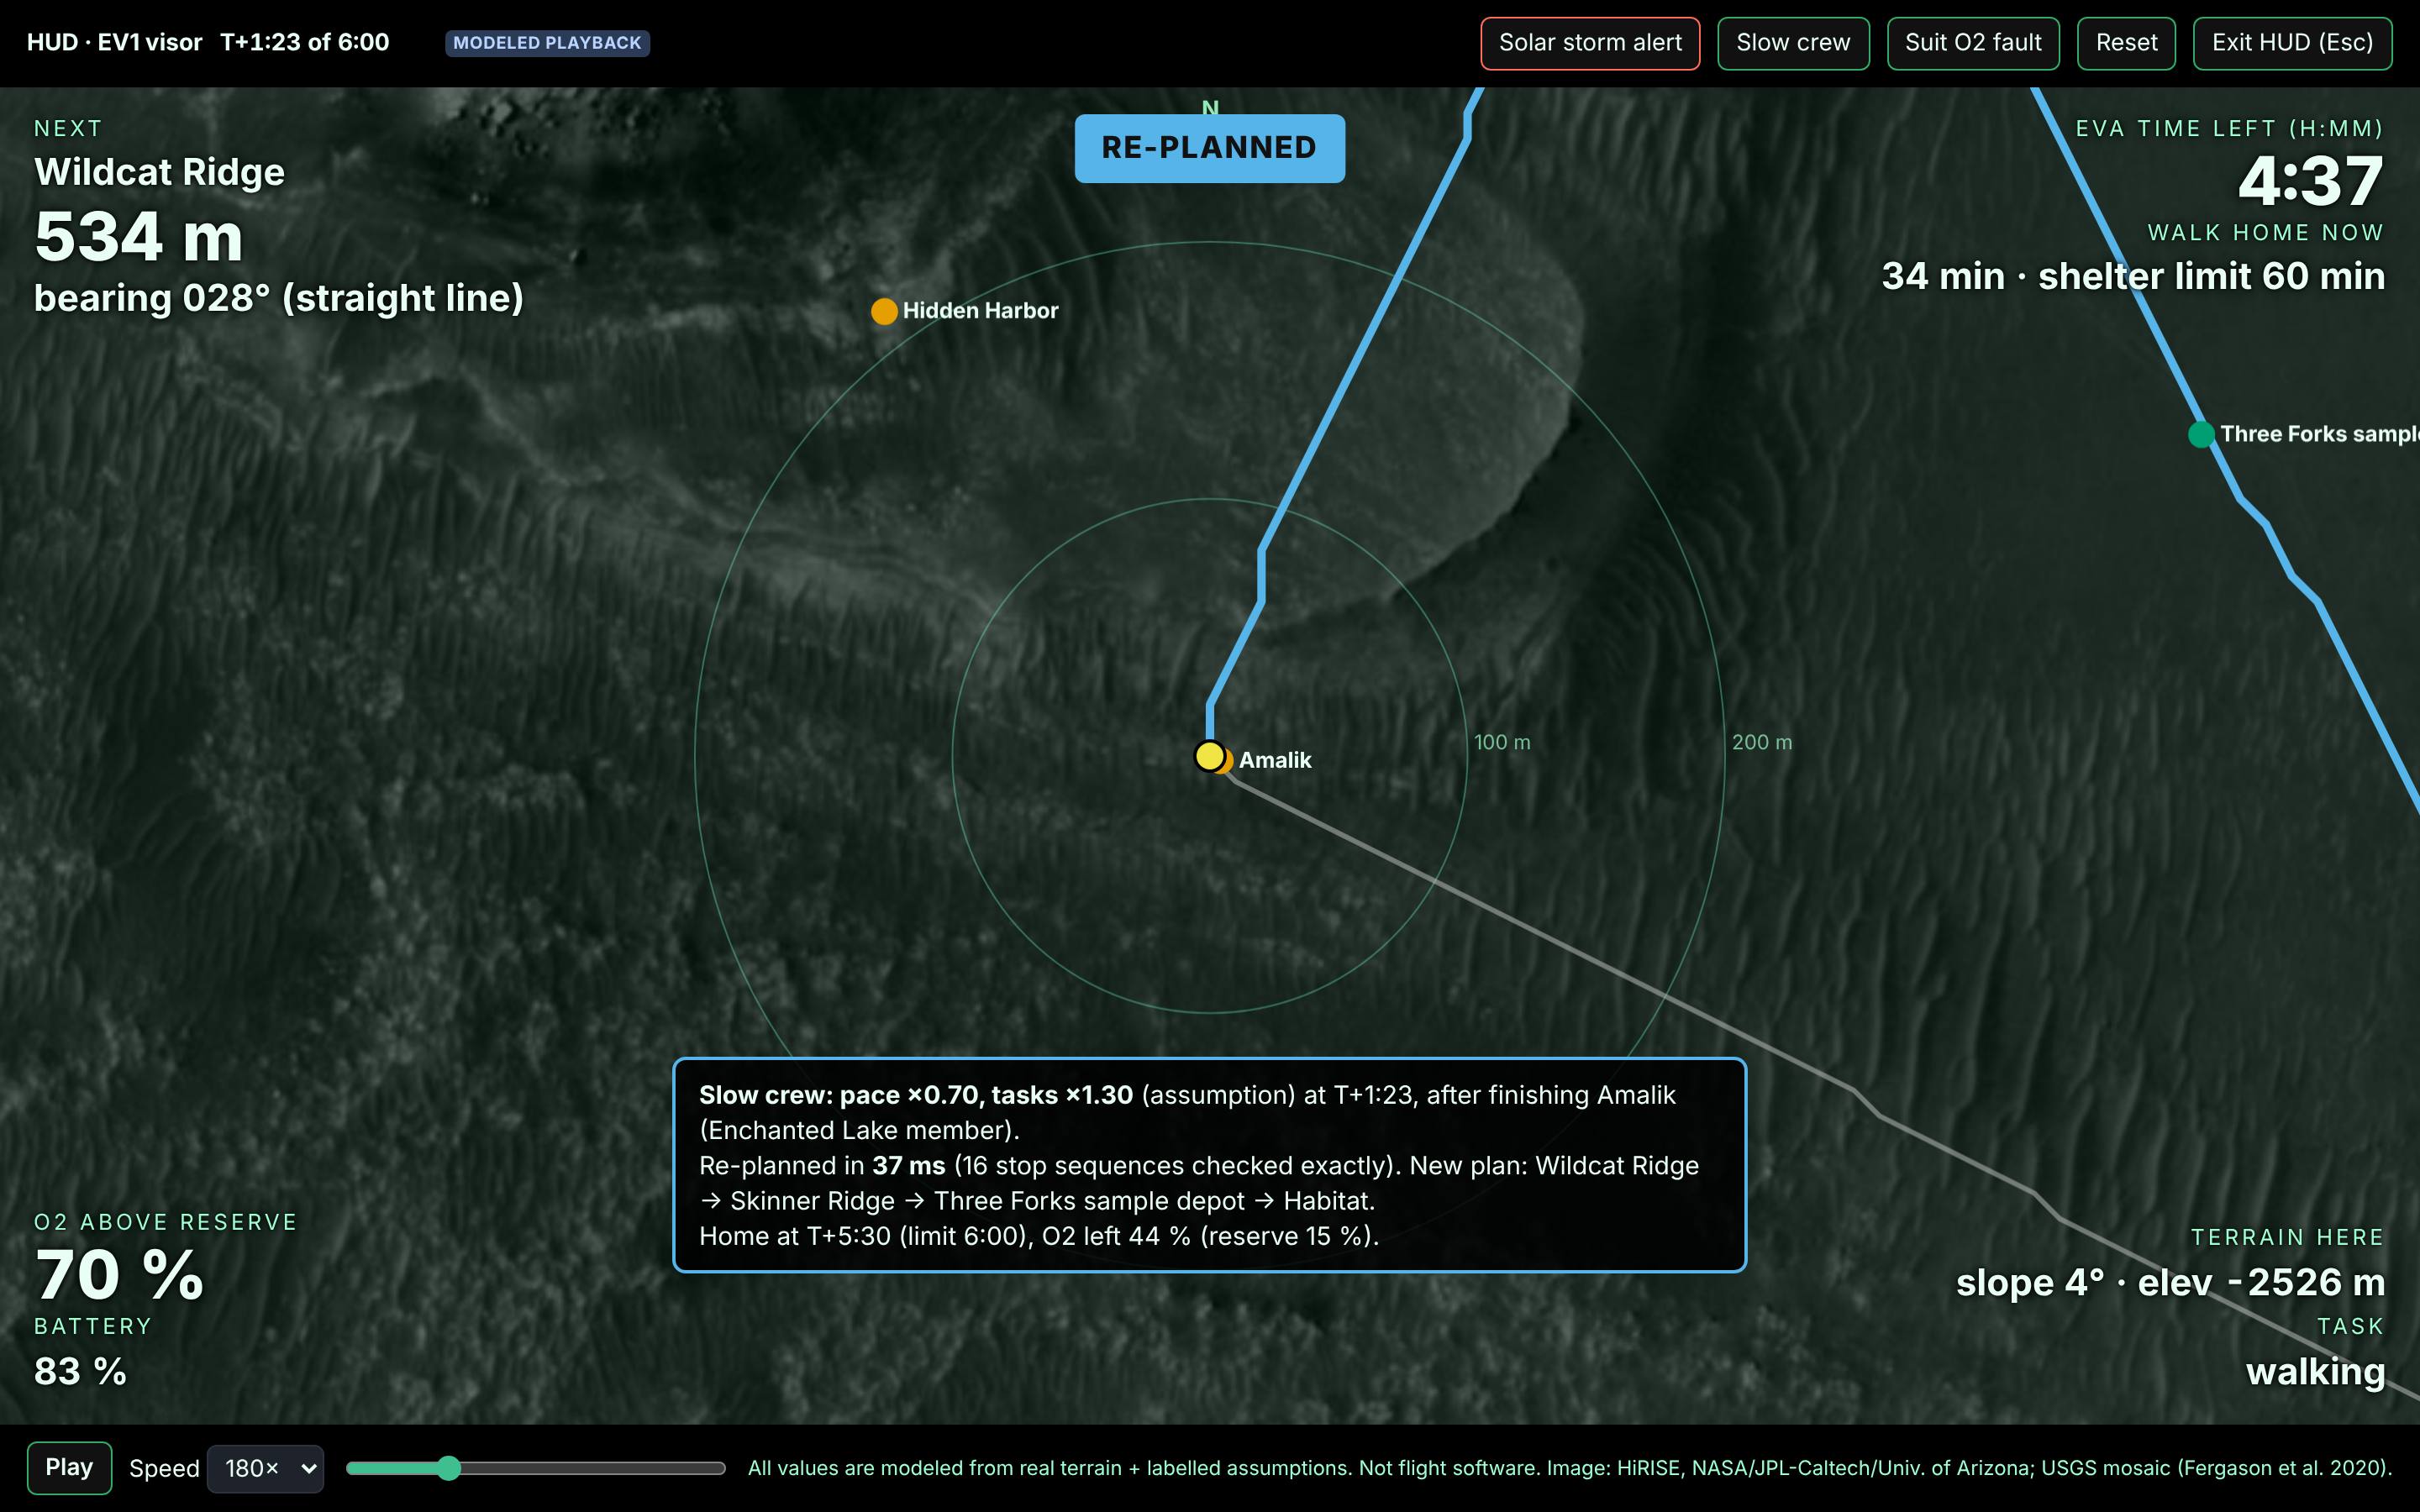 HUD · EV1 visor T+1:23 of 6:00
MODELED PLAYBACK
Solar storm alert
Slow crew
Suit O2 fault
Reset
Exit HUD (Esc)
NEXT
Wildcat Ridge
534 m
bearing 028° (straight line)
N
RE-PLANNED
EVA TIME LEFT (H:MM)
4:37
WALK HOME NOW
34 min · shelter limit 60 min
Hidden Harbor
Three Forks sample
Amalik
100 m
200 m
Slow crew: pace ×0.70, tasks ×1.30 (assumption) at T+1:23, after finishing Amalik
(Enchanted Lake member).
Re-planned in 37 ms (16 stop sequences checked exactly). New plan: Wildcat Ridge
→ Skinner Ridge → Three Forks sample depot → Habitat.
Home at T+5:30 (limit 6:00), O2 left 44 % (reserve 15 %).
O2 ABOVE RESERVE
70 %
BATTERY
83 %
TERRAIN HERE
slope 4° · elev -2526 m
TASK
walking
Play
Speed
180×
All values are modeled from real terrain + labelled assumptions. Not flight software. Image: HiRISE, NASA/JPL-Caltech/Univ. of Arizona; USGS mosaic (Fergason et al. 2020).